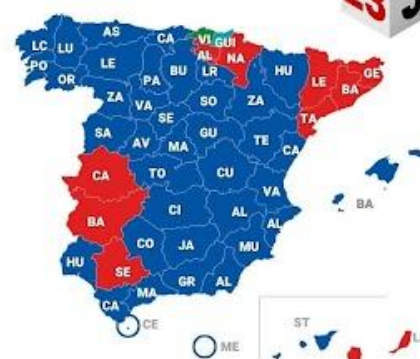 23 J
AS
CA
VI
GUI
LC
LU
AL
NA
PO
LE
BU
LR
HU
GE
OR
PA
LE
BA
ZA
VA
SO
ZA
TA
SE
SA
AV
MA
GU
TE
CA
CA
TO
CU
VA
BA
BA
CI
AL
AL
HU
SE
CO
JA
MU
GR
AL
MA
CA
CE
ME
ST